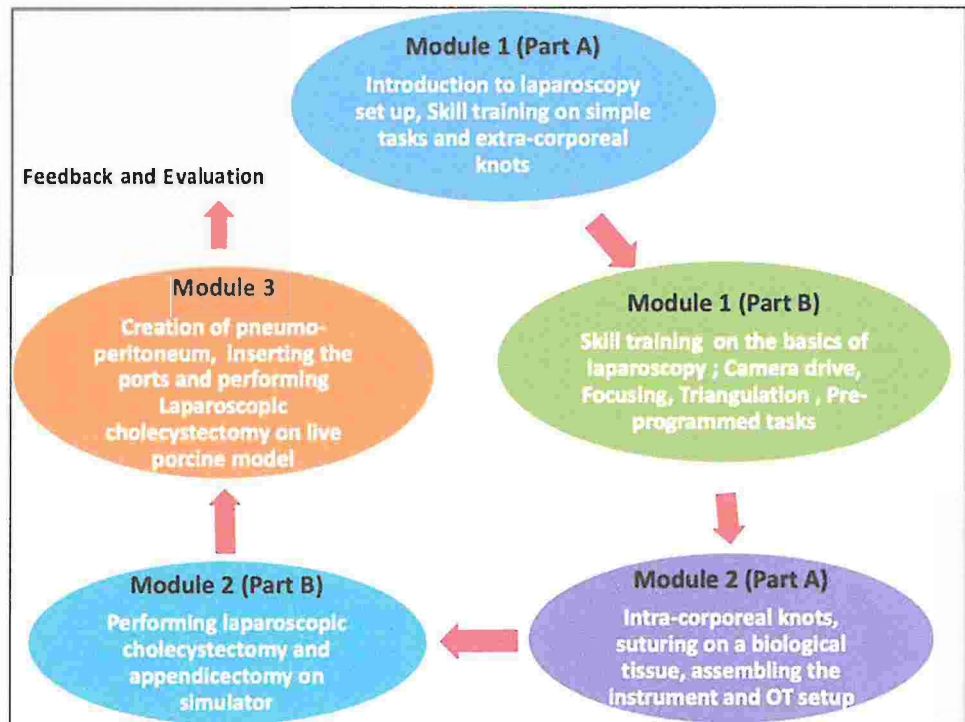 Module 1 (Part A)
Introduction to laparoscopy
set up, Skill training on simple
tasks and extra-corporeal
knots
Module 1 (Part B)
Skill training on the basics of
laparoscopy ; Camera drive,
Focusing, Triangulation , Pre-
programmed tasks
Module 2 (Part A)
Intra-corporeal knots,
suturing on a biological
tissue, assembling the
instrument and OT setup
Module 2 (Part B)
Performing laparoscopic
cholecystectomy and
appendicectomy on
simulator
Module 3
Creation of pneumo-
peritoneum, inserting the
ports and performing
Laparoscopic
cholecystectomy on live
porcine model
Feedback and Evaluation